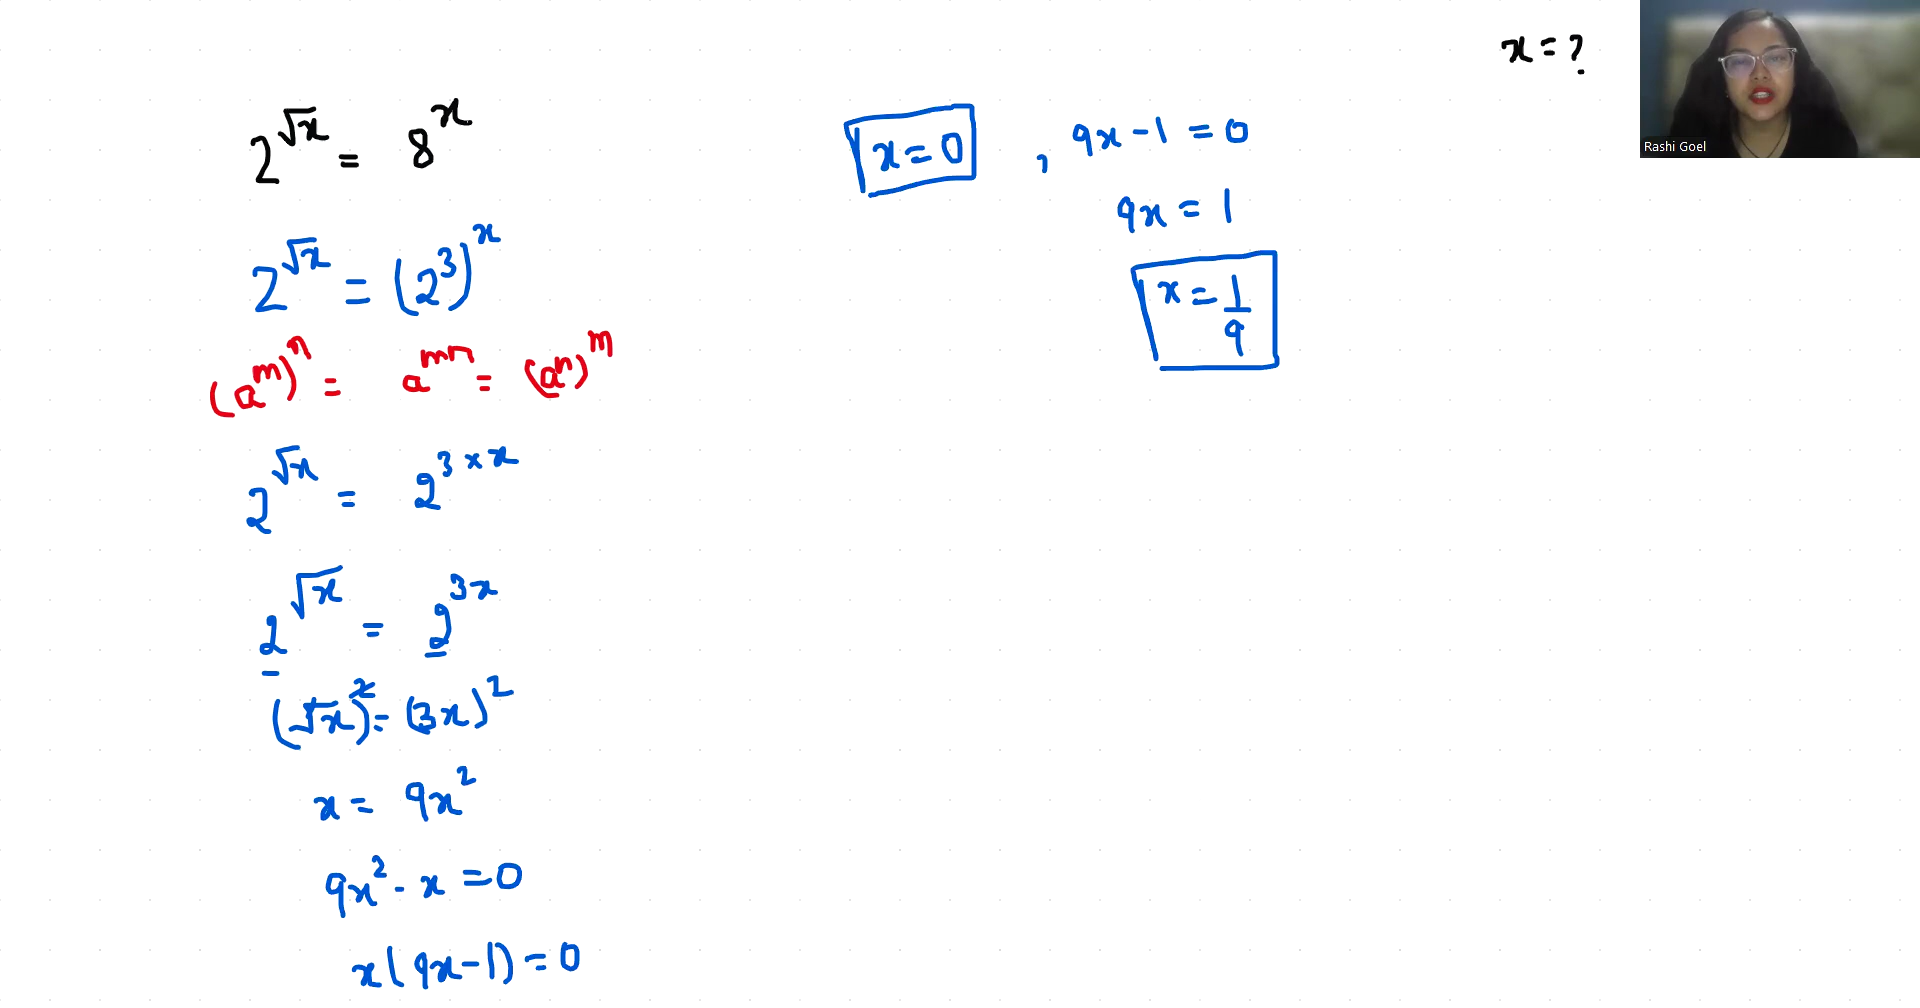 x = ?
Rashi Goel
2^√x = 8^x
2^√x = (2^3)^x
(a^m)^n = a^mn = (a^n)^m
2^√x = 2^3×x
2^√x = 2^3x
(√x)^2 = (3x)^2
x = 9x^2
9x^2 - x = 0
x(9x-1) = 0
x = 0 , 9x-1 = 0
9x = 1
x = 1/9